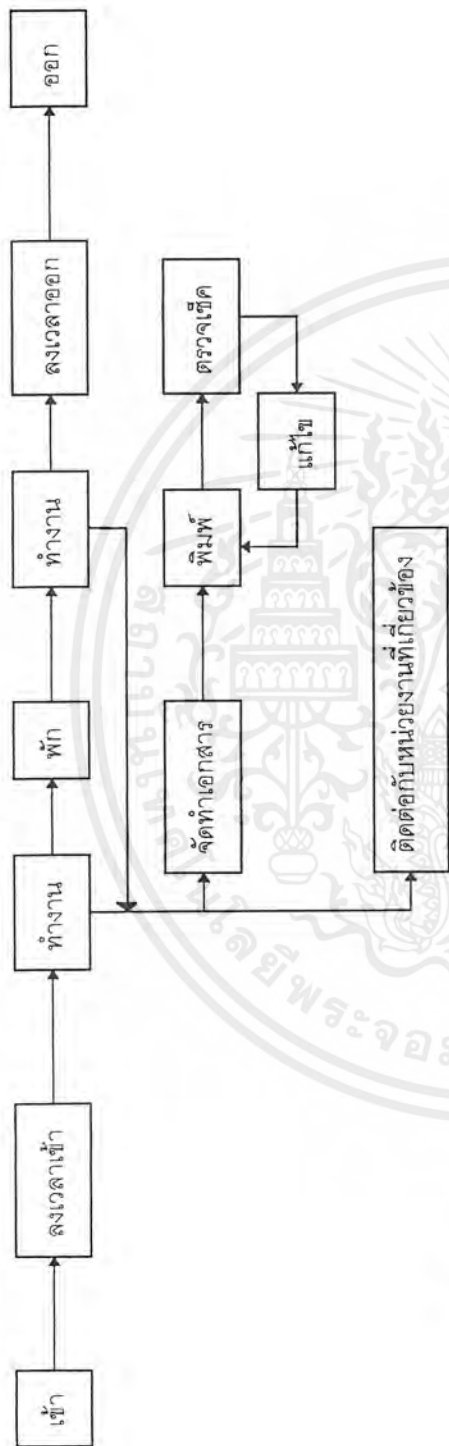 เข้า
ลงเวลาเข้า
ทำงาน
พัก
ทำงาน
ลงเวลาออก
ออก
จัดทำเอกสาร
พิมพ์
ตรวจเช็ค
แก้ไข
ติดต่อกับหน่วยงานที่เกี่ยวข้อง